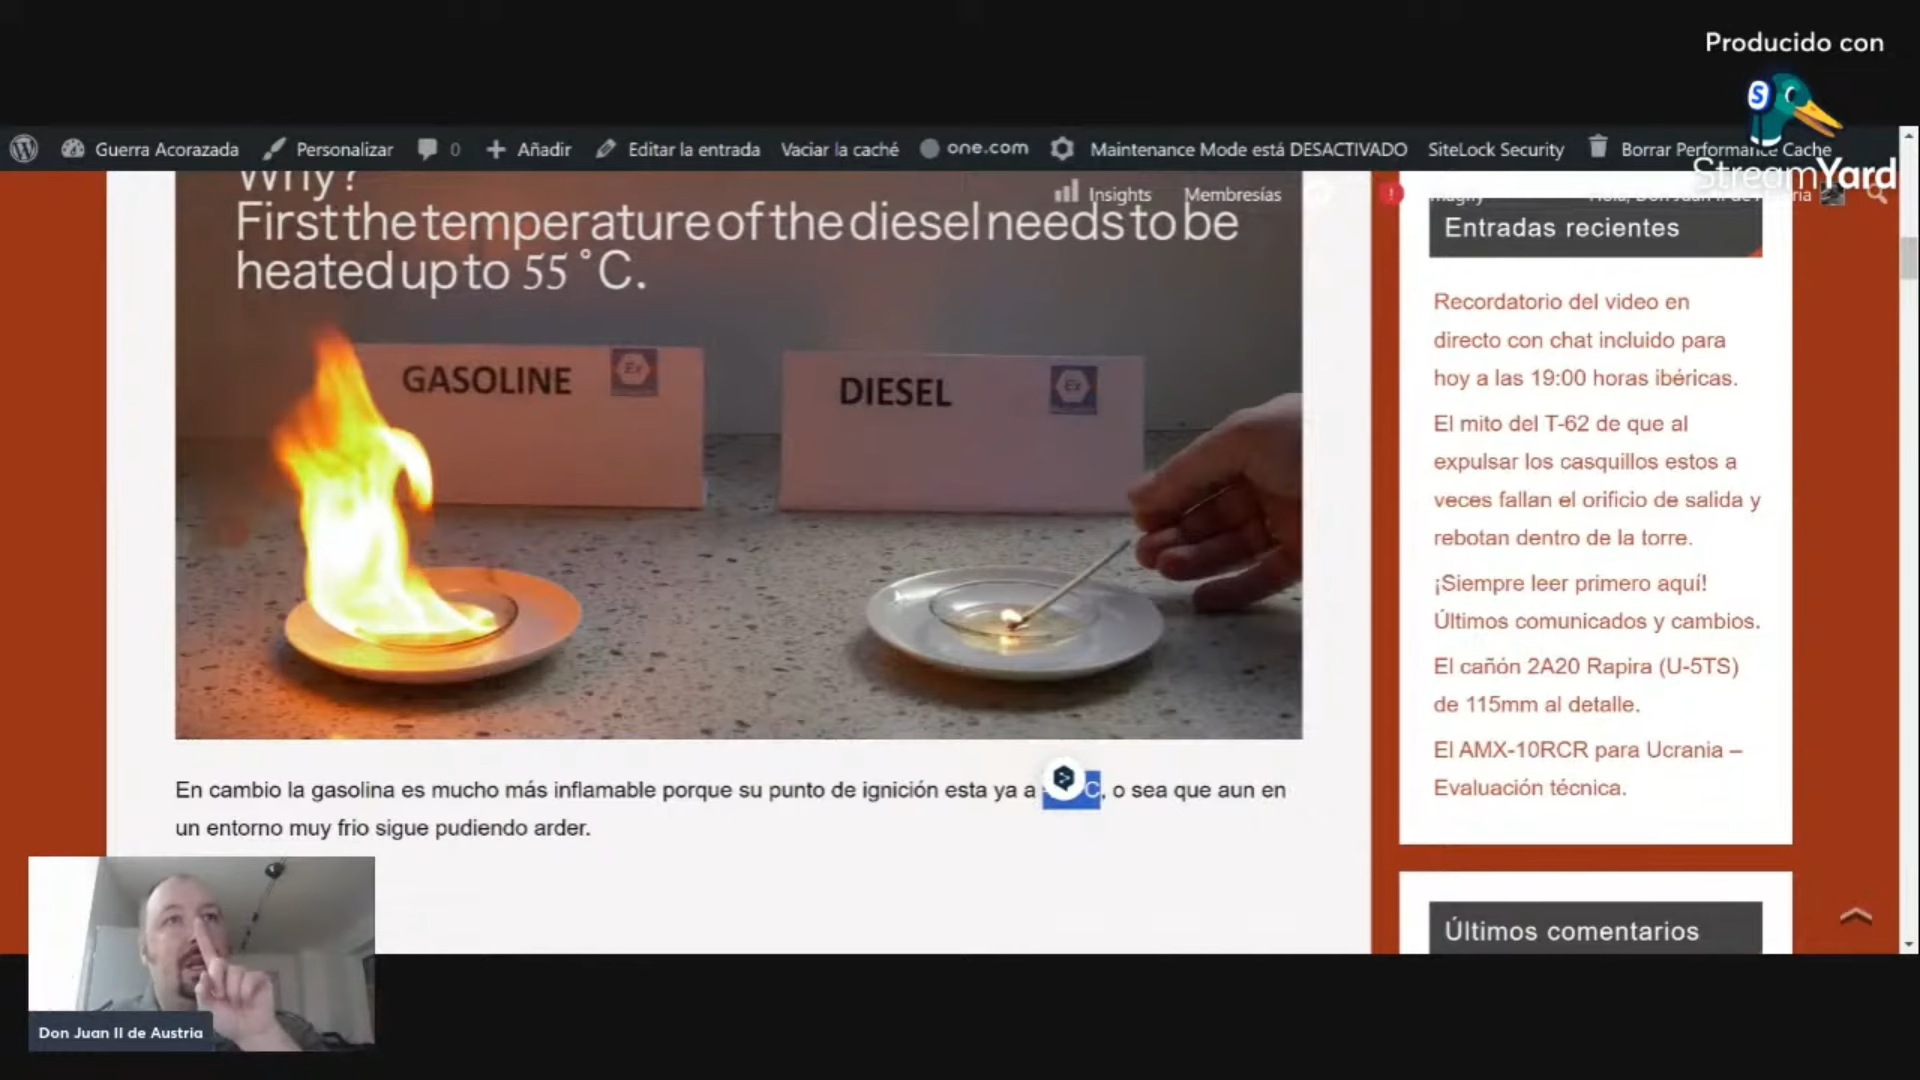 Producido con
StreamYard
Guerra Acorazada
Personalizar
0
Añadir
Editar la entrada
Vaciar la caché
one.com
Maintenance Mode está DESACTIVADO
SiteLock Security
Borrar Performance Cache
Insights
Membresías
Why?
First the temperature of the diesel needs to be
heated up to 55 °C.
GASOLINE
Ex
DIESEL
Ex
En cambio la gasolina es mucho más inflamable porque su punto de ignición esta ya a C, o sea que aun en
un entorno muy frio sigue pudiendo arder.
Entradas recientes
Recordatorio del video en
directo con chat incluido para
hoy a las 19:00 horas ibéricas.
El mito del T-62 de que al
expulsar los casquillos estos a
veces fallan el orificio de salida y
rebotan dentro de la torre.
¡Siempre leer primero aquí!
Últimos comunicados y cambios.
El cañón 2A20 Rapira (U-5TS)
de 115mm al detalle.
El AMX-10RCR para Ucrania –
Evaluación técnica.
Últimos comentarios
Don Juan II de Austria